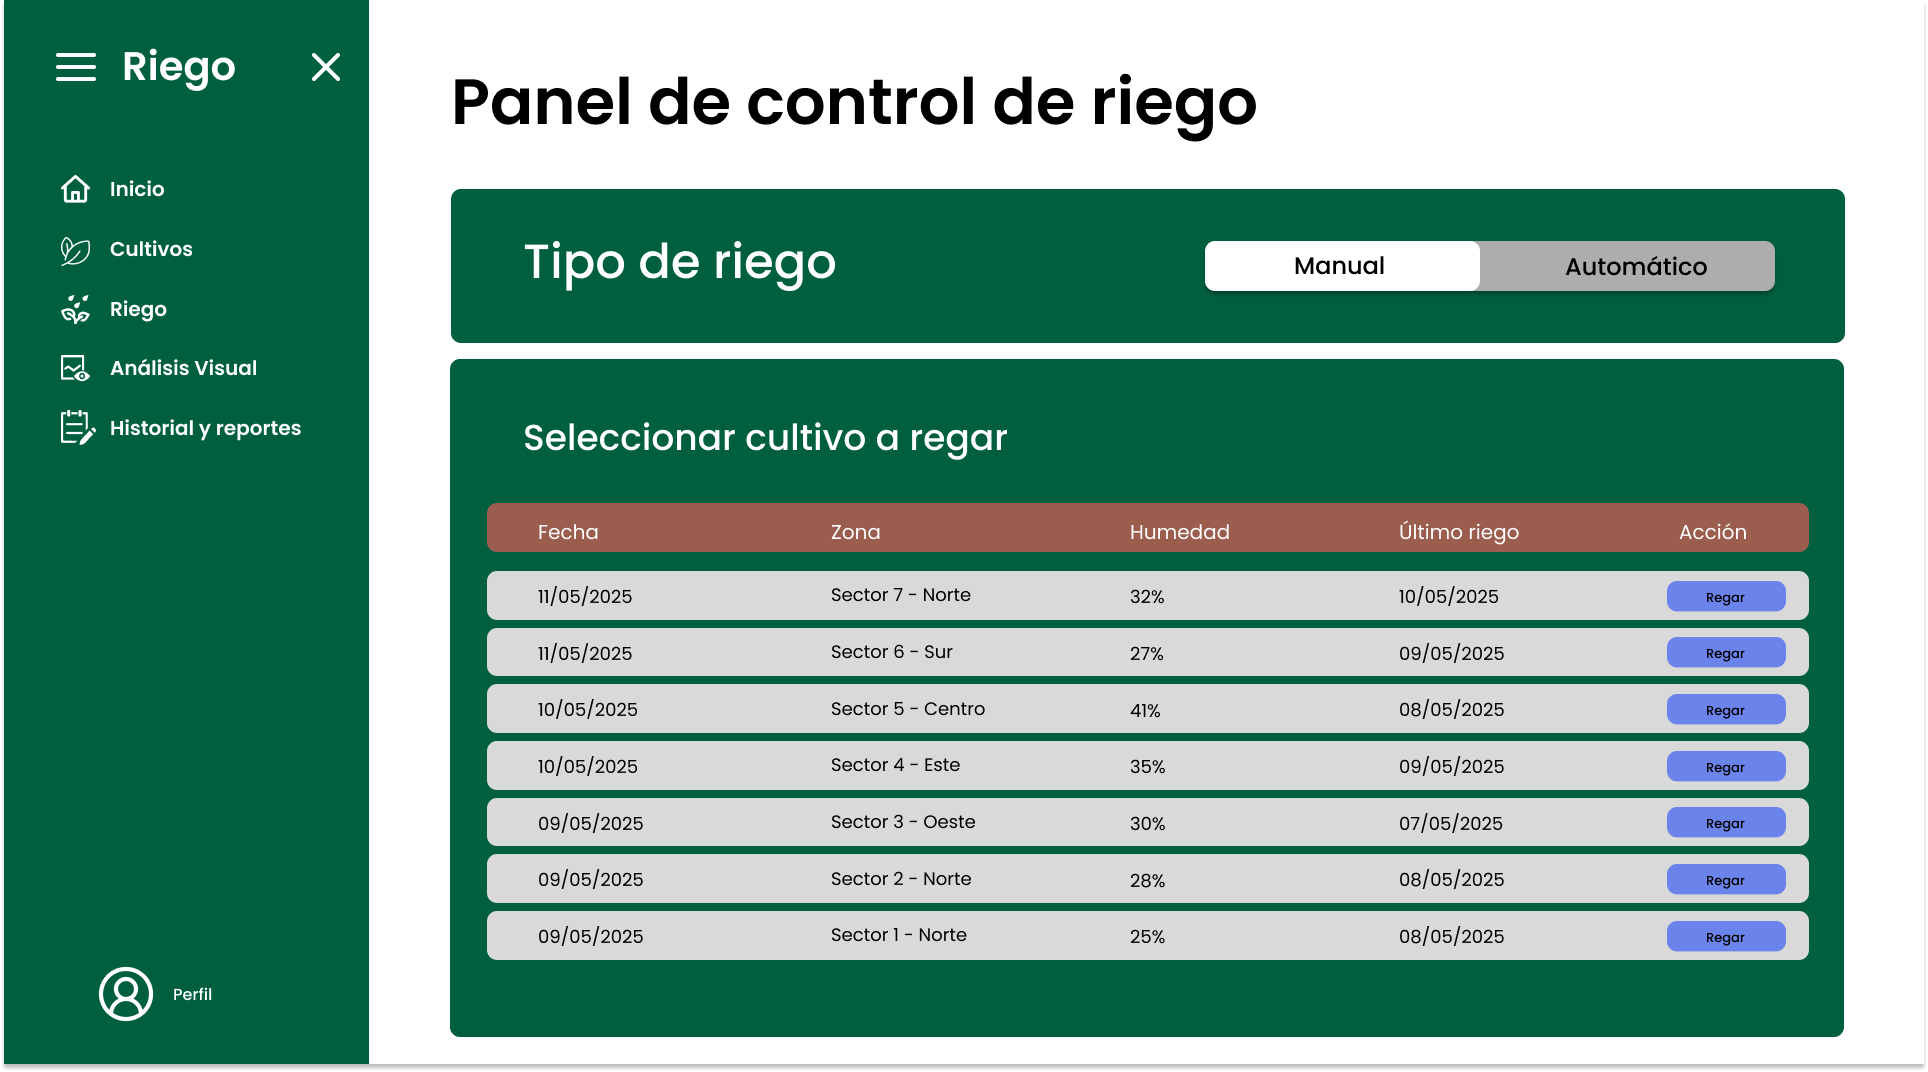 Riego
Inicio
Cultivos
Riego
Análisis Visual
Historial y reportes
Perfil
Panel de control de riego
Tipo de riego
Manual Automático
Seleccionar cultivo a regar
Fecha Zona Humedad Último riego Acción
11/05/2025 Sector 7 - Norte 32% 10/05/2025 Regar
11/05/2025 Sector 6 - Sur 27% 09/05/2025 Regar
10/05/2025 Sector 5 - Centro 41% 08/05/2025 Regar
10/05/2025 Sector 4 - Este 35% 09/05/2025 Regar
09/05/2025 Sector 3 - Oeste 30% 07/05/2025 Regar
09/05/2025 Sector 2 - Norte 28% 08/05/2025 Regar
09/05/2025 Sector 1 - Norte 25% 08/05/2025 Regar